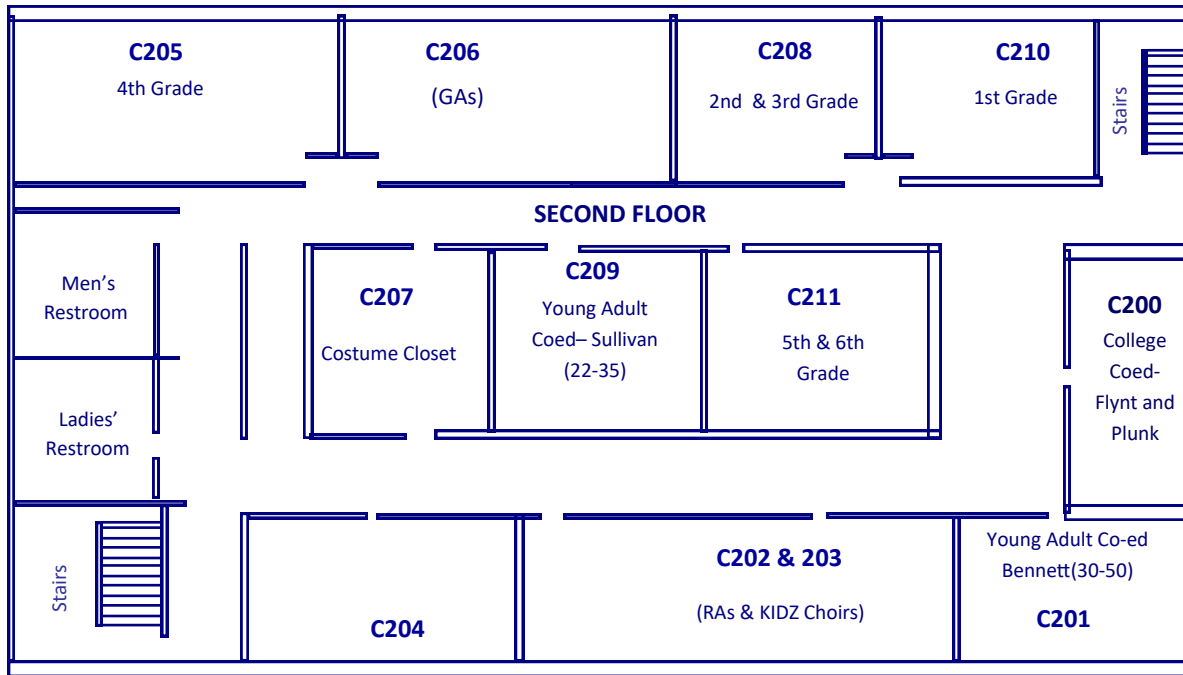 C205
4th Grade
C206
(GAs)
C208
2nd & 3rd Grade
C210
1st Grade
Stairs
SECOND FLOOR
Men’s
Restroom
Ladies’
Restroom
C207
Costume Closet
C209
Young Adult
Coed– Sullivan
(22-35)
C211
5th & 6th
Grade
C200
College
Coed-
Flynt and
Plunk
Stairs
C204
C202 & 203
(RAs & KIDZ Choirs)
Young Adult Co-ed
Bennett(30-50)
C201